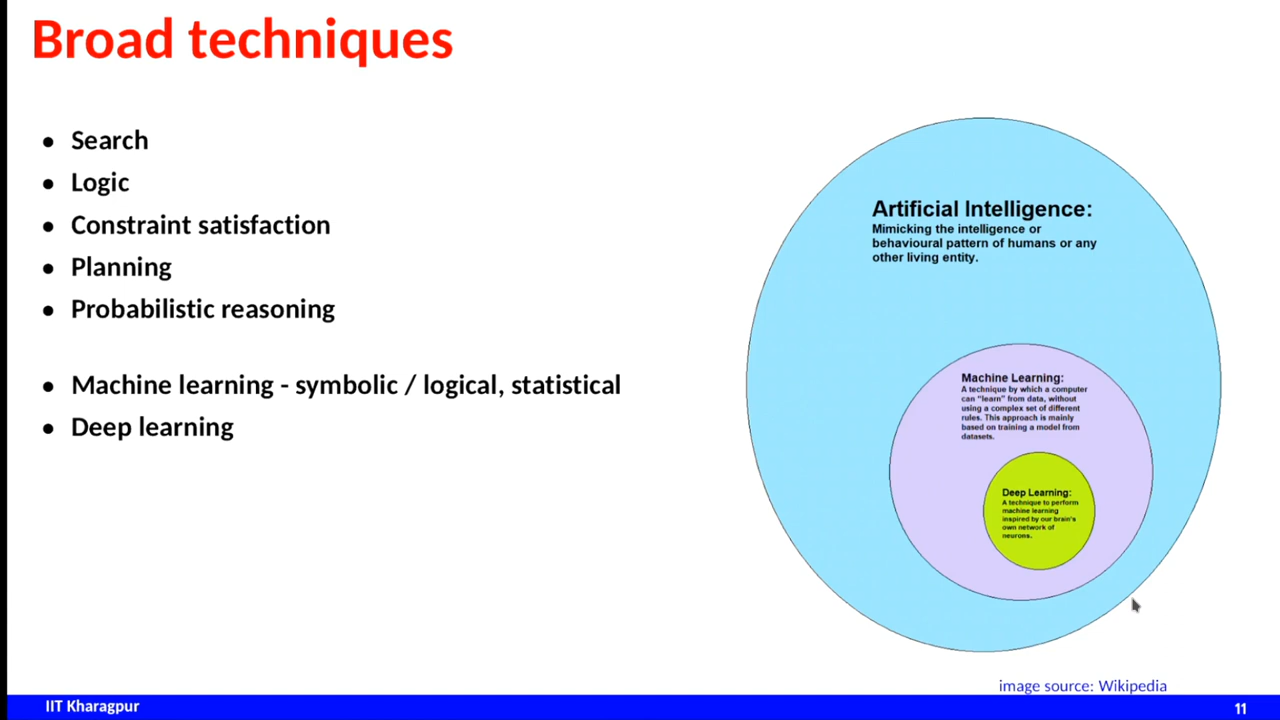 Broad techniques
• Search
• Logic
• Constraint satisfaction
• Planning
• Probabilistic reasoning
• Machine learning - symbolic / logical, statistical
• Deep learning
Artificial Intelligence:
Mimicking the intelligence or
behavioural pattern of humans or any
other living entity.
Machine Learning:
A technique by which a computer
can "learn" from data, without
using a complex set of different
rules. This approach is mainly
based on training a model from
datasets.
Deep Learning:
A technique to perform
machine learning
inspired by our brain's
own network of
neurons.
image source: Wikipedia
IIT Kharagpur
11